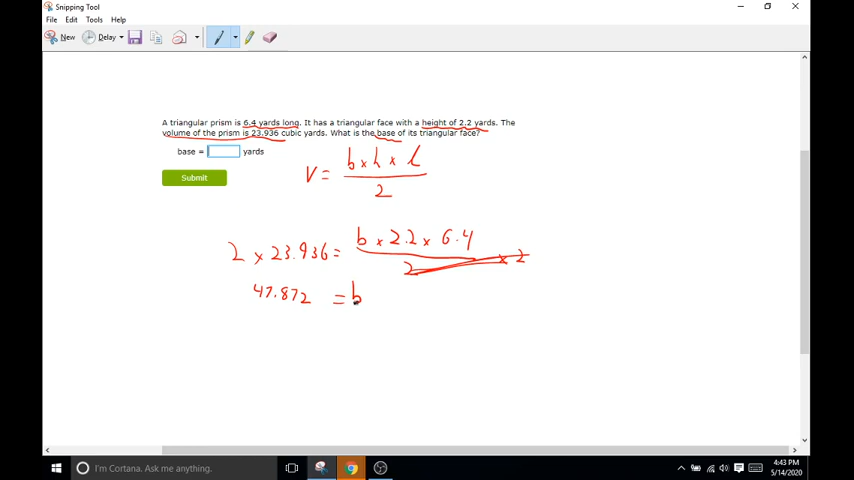 Snipping Tool
File Edit Tools Help
New Delay
A triangular prism is 6.4 yards long. It has a triangular face with a height of 2.2 yards. The
volume of the prism is 23.936 cubic yards. What is the base of its triangular face?
base = yards
Submit
V = b x h x l
2
2 x 23.936 = b x 2.2 x 6.4
2 x 2
47.872 = b
I'm Cortana. Ask me anything.
4:43 PM
5/14/2020